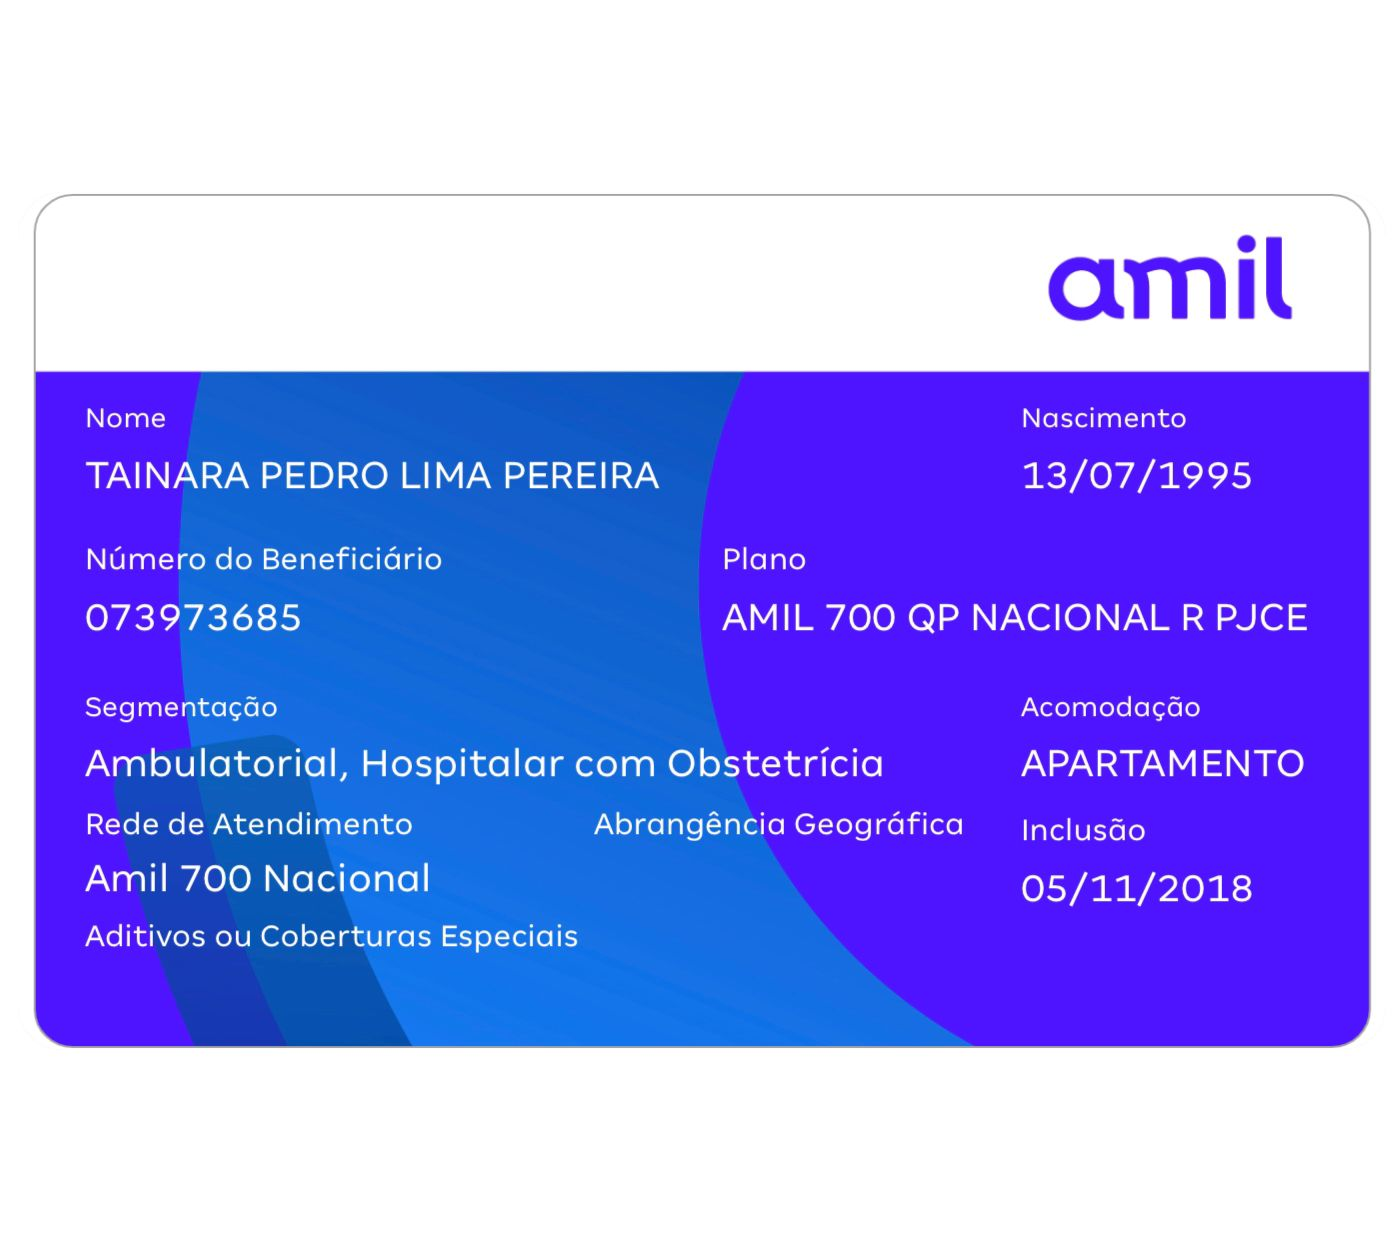 amil
Nome
Nascimento
TAINARA PEDRO LIMA PEREIRA
13/07/1995
Número do Beneficiário
Plano
073973685
AMIL 700 QP NACIONAL R PJCE
Segmentação
Acomodação
Ambulatorial, Hospitalar com Obstetrícia
APARTAMENTO
Rede de Atendimento
Abrangência Geográfica
Inclusão
Amil 700 Nacional
05/11/2018
Aditivos ou Coberturas Especiais